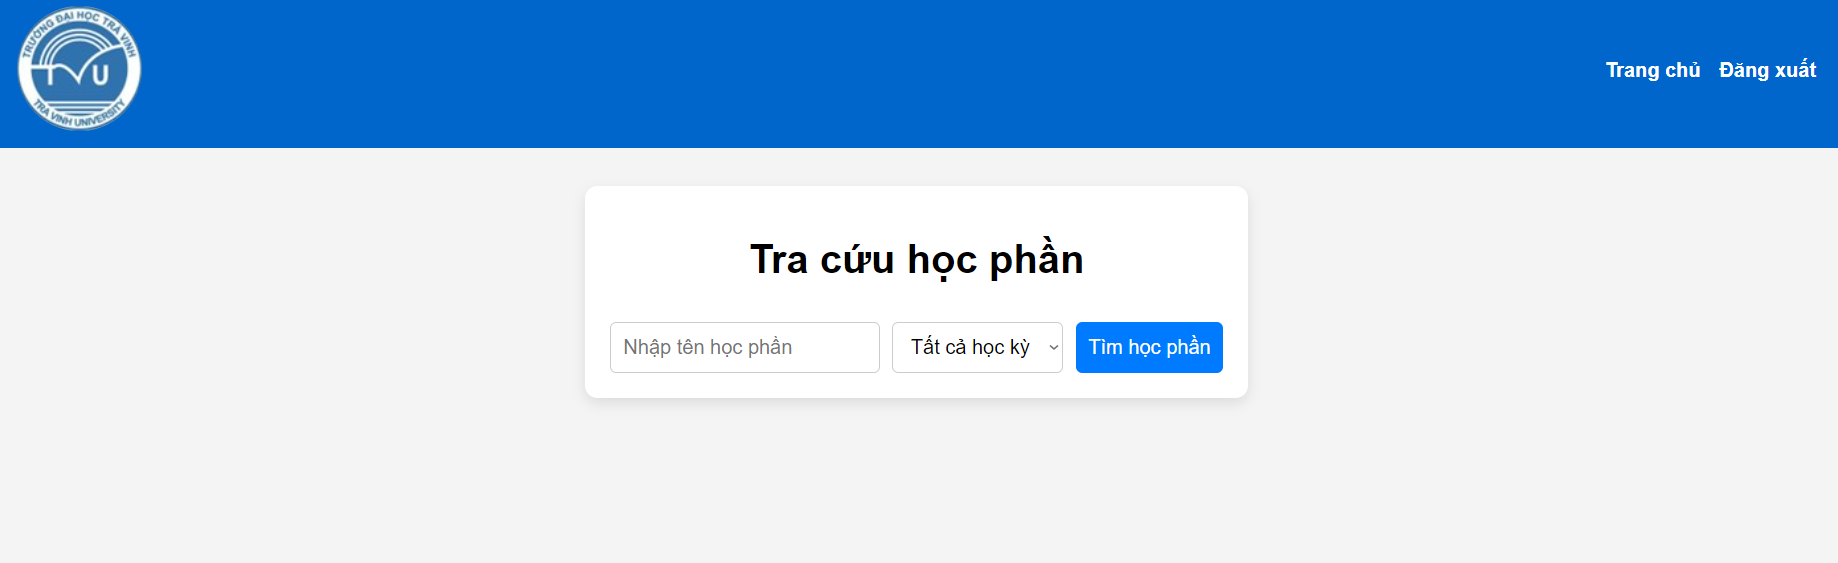 TRƯỜNG ĐẠI HỌC TRÀ VINH
TVU
TRA VINH UNIVERSITY
Trang chủ Đăng xuất
Tra cứu học phần
Nhập tên học phần Tất cả học kỳ Tìm học phần